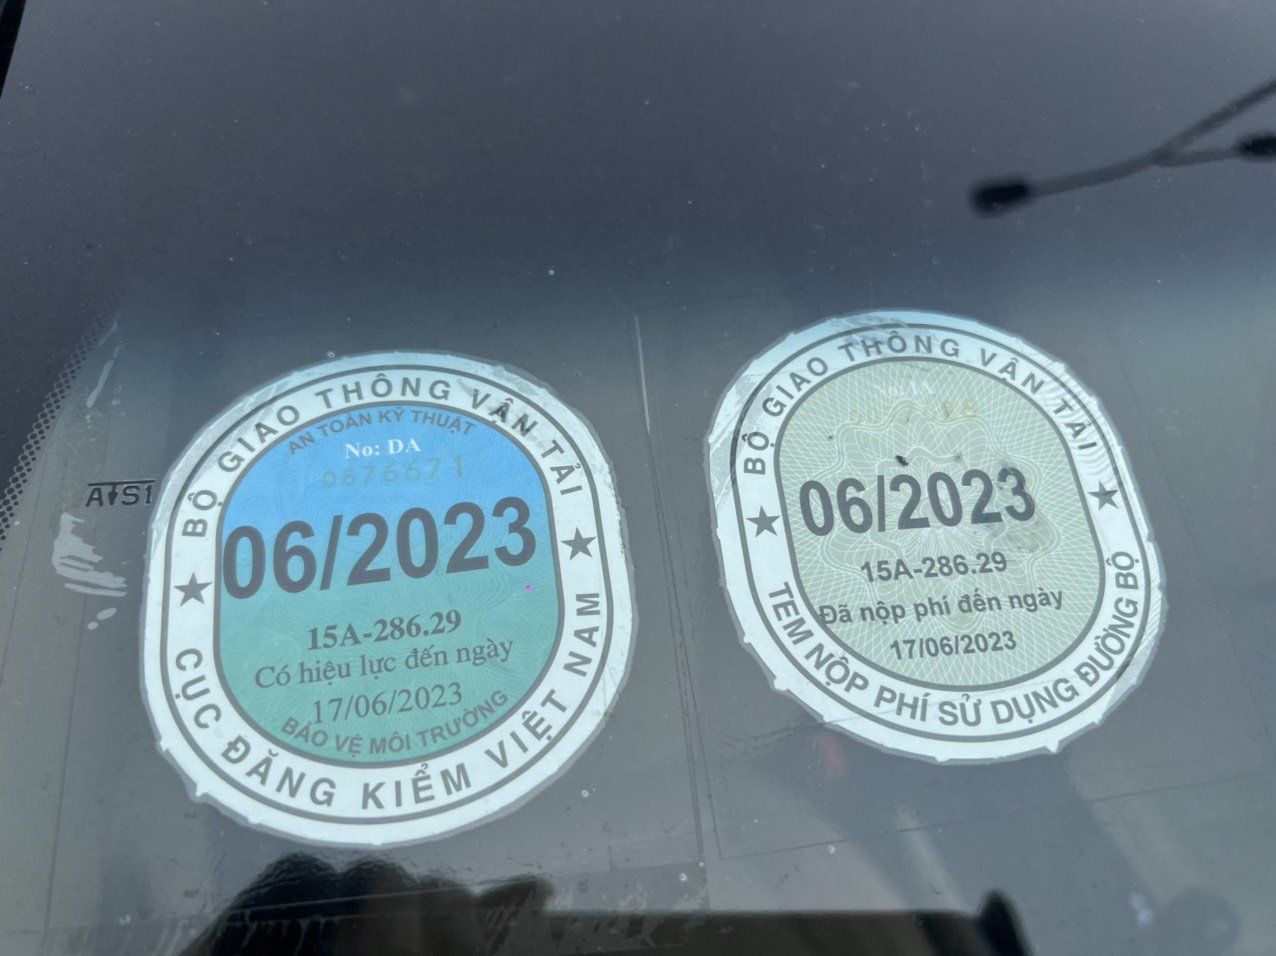 BỘ GIAO THÔNG VẬN TẢI
AN TOÀN KỸ THUẬT
No: DA
0876671
06/2023
15A-286.29
Có hiệu lực đến ngày
17/06/2023
BẢO VỆ MÔI TRƯỜNG
CỤC ĐĂNG KIỂM VIỆT NAM
BỘ GIAO THÔNG VẬN TẢI
06/2023
15A-286.29
Đã nộp phí đến ngày
17/06/2023
TEM NỘP PHÍ SỬ DỤNG ĐƯỜNG BỘ